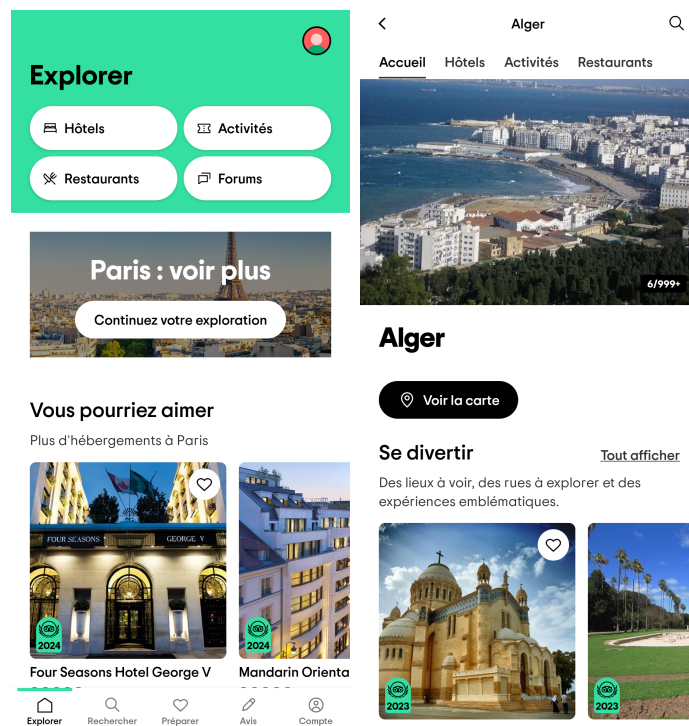 Explorer
Hôtels
Activités
Restaurants
Forums
Paris : voir plus
Continuez votre exploration
Vous pourriez aimer
Plus d'hébergements à Paris
FOUR SEASONS
GEORGE V
2024
2024
Four Seasons Hotel George V
Mandarin Orienta
Explorer
Rechercher
Préparer
Avis
Compte
Alger
Accueil
Hôtels
Activités
Restaurants
6/999+
Alger
Voir la carte
Se divertir
Tout afficher
Des lieux à voir, des rues à explorer et des
expériences emblématiques.
2023
2023